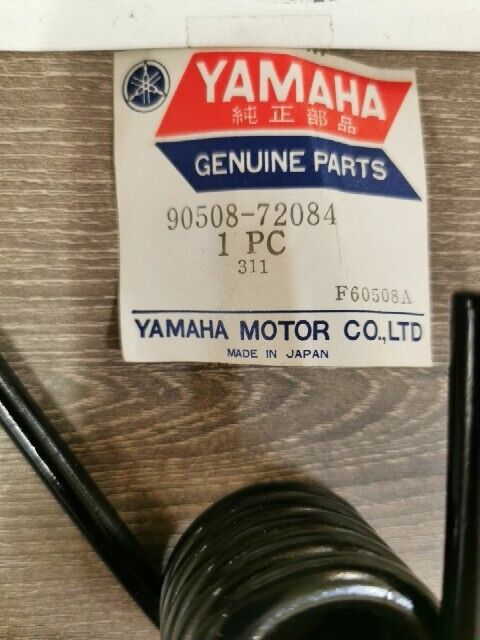 YAMAHA
純正部品
GENUINE PARTS
90508-72084
1 PC
311
F60508A
YAMAHA MOTOR CO.,LTD
MADE IN JAPAN